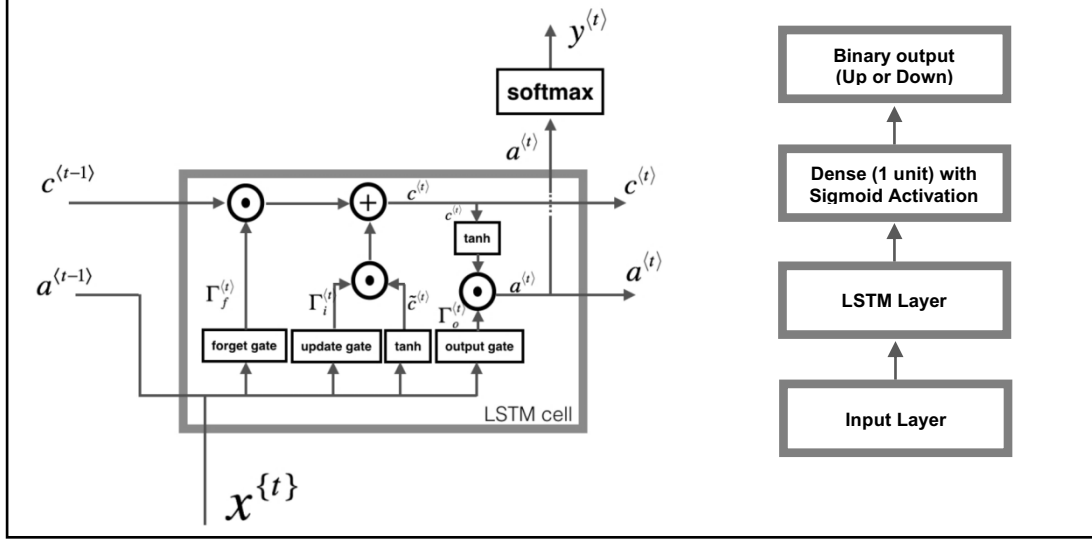 y⟨t⟩
softmax
a⟨t⟩
c⟨t−1⟩
c⟨t⟩
c⟨t⟩
c⟨t⟩
tanh
a⟨t−1⟩
Γf⟨t⟩
Γi⟨t
c̃⟨t⟩
Γo⟨t⟩
a⟨t⟩
a⟨t⟩
forget gate
update gate
tanh
output gate
LSTM cell
x{t}
Binary output
(Up or Down)
Dense (1 unit) with
Sigmoid Activation
LSTM Layer
Input Layer